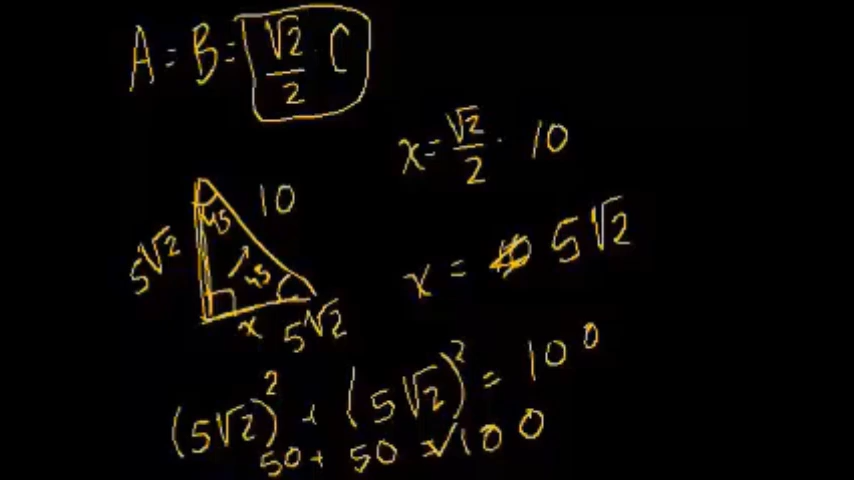 A = B = √2/2 · C
x = √2/2 · 10
10
45
5√2
45
x = 5√2
x
5√2
(5√2)² + (5√2)² = 100
50 + 50 = 100